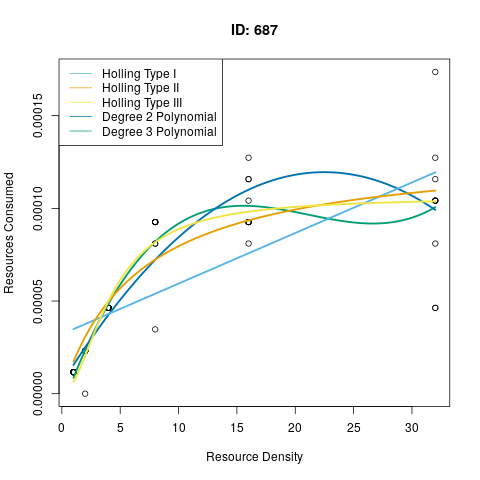 ID: 687
Holling Type I
Holling Type II
Holling Type III
Degree 2 Polynomial
Degree 3 Polynomial
Resources Consumed
0.00015
0.00010
0.00005
0.00000
0 5 10 15 20 25 30
Resource Density